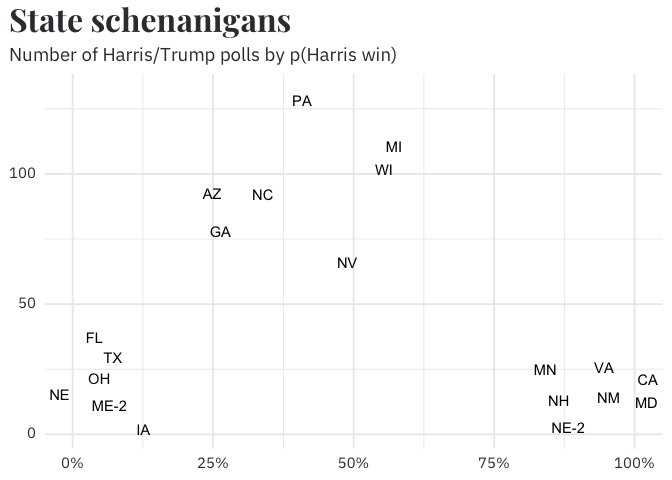 State schenanigans
Number of Harris/Trump polls by p(Harris win)
PA
MI
100
WI
AZ
NC
GA
NV
50
FL
TX
MN
VA
OH
CA
NE
NH
NM
MD
ME-2
NE-2
0
IA
0%
25%
50%
75%
100%